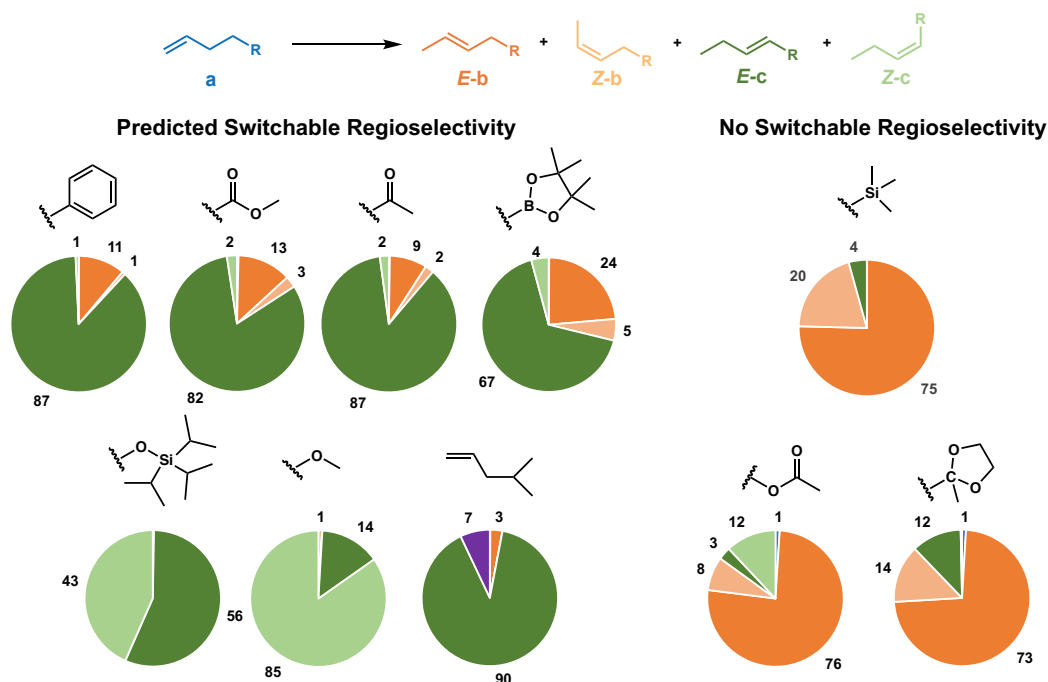 R
R
R
R
R
+
+
+
a
E-b
Z-b
E-c
Z-c
Predicted Switchable Regioselectivity
No Switchable Regioselectivity
O
O
O
O
B
O
Si
1
11
1
87
2
13
3
82
2
9
2
87
4
24
5
67
4
20
75
O
Si
O
O
O
O
C
O
43
56
1
14
85
7
3
90
12
1
3
8
76
12
1
14
73